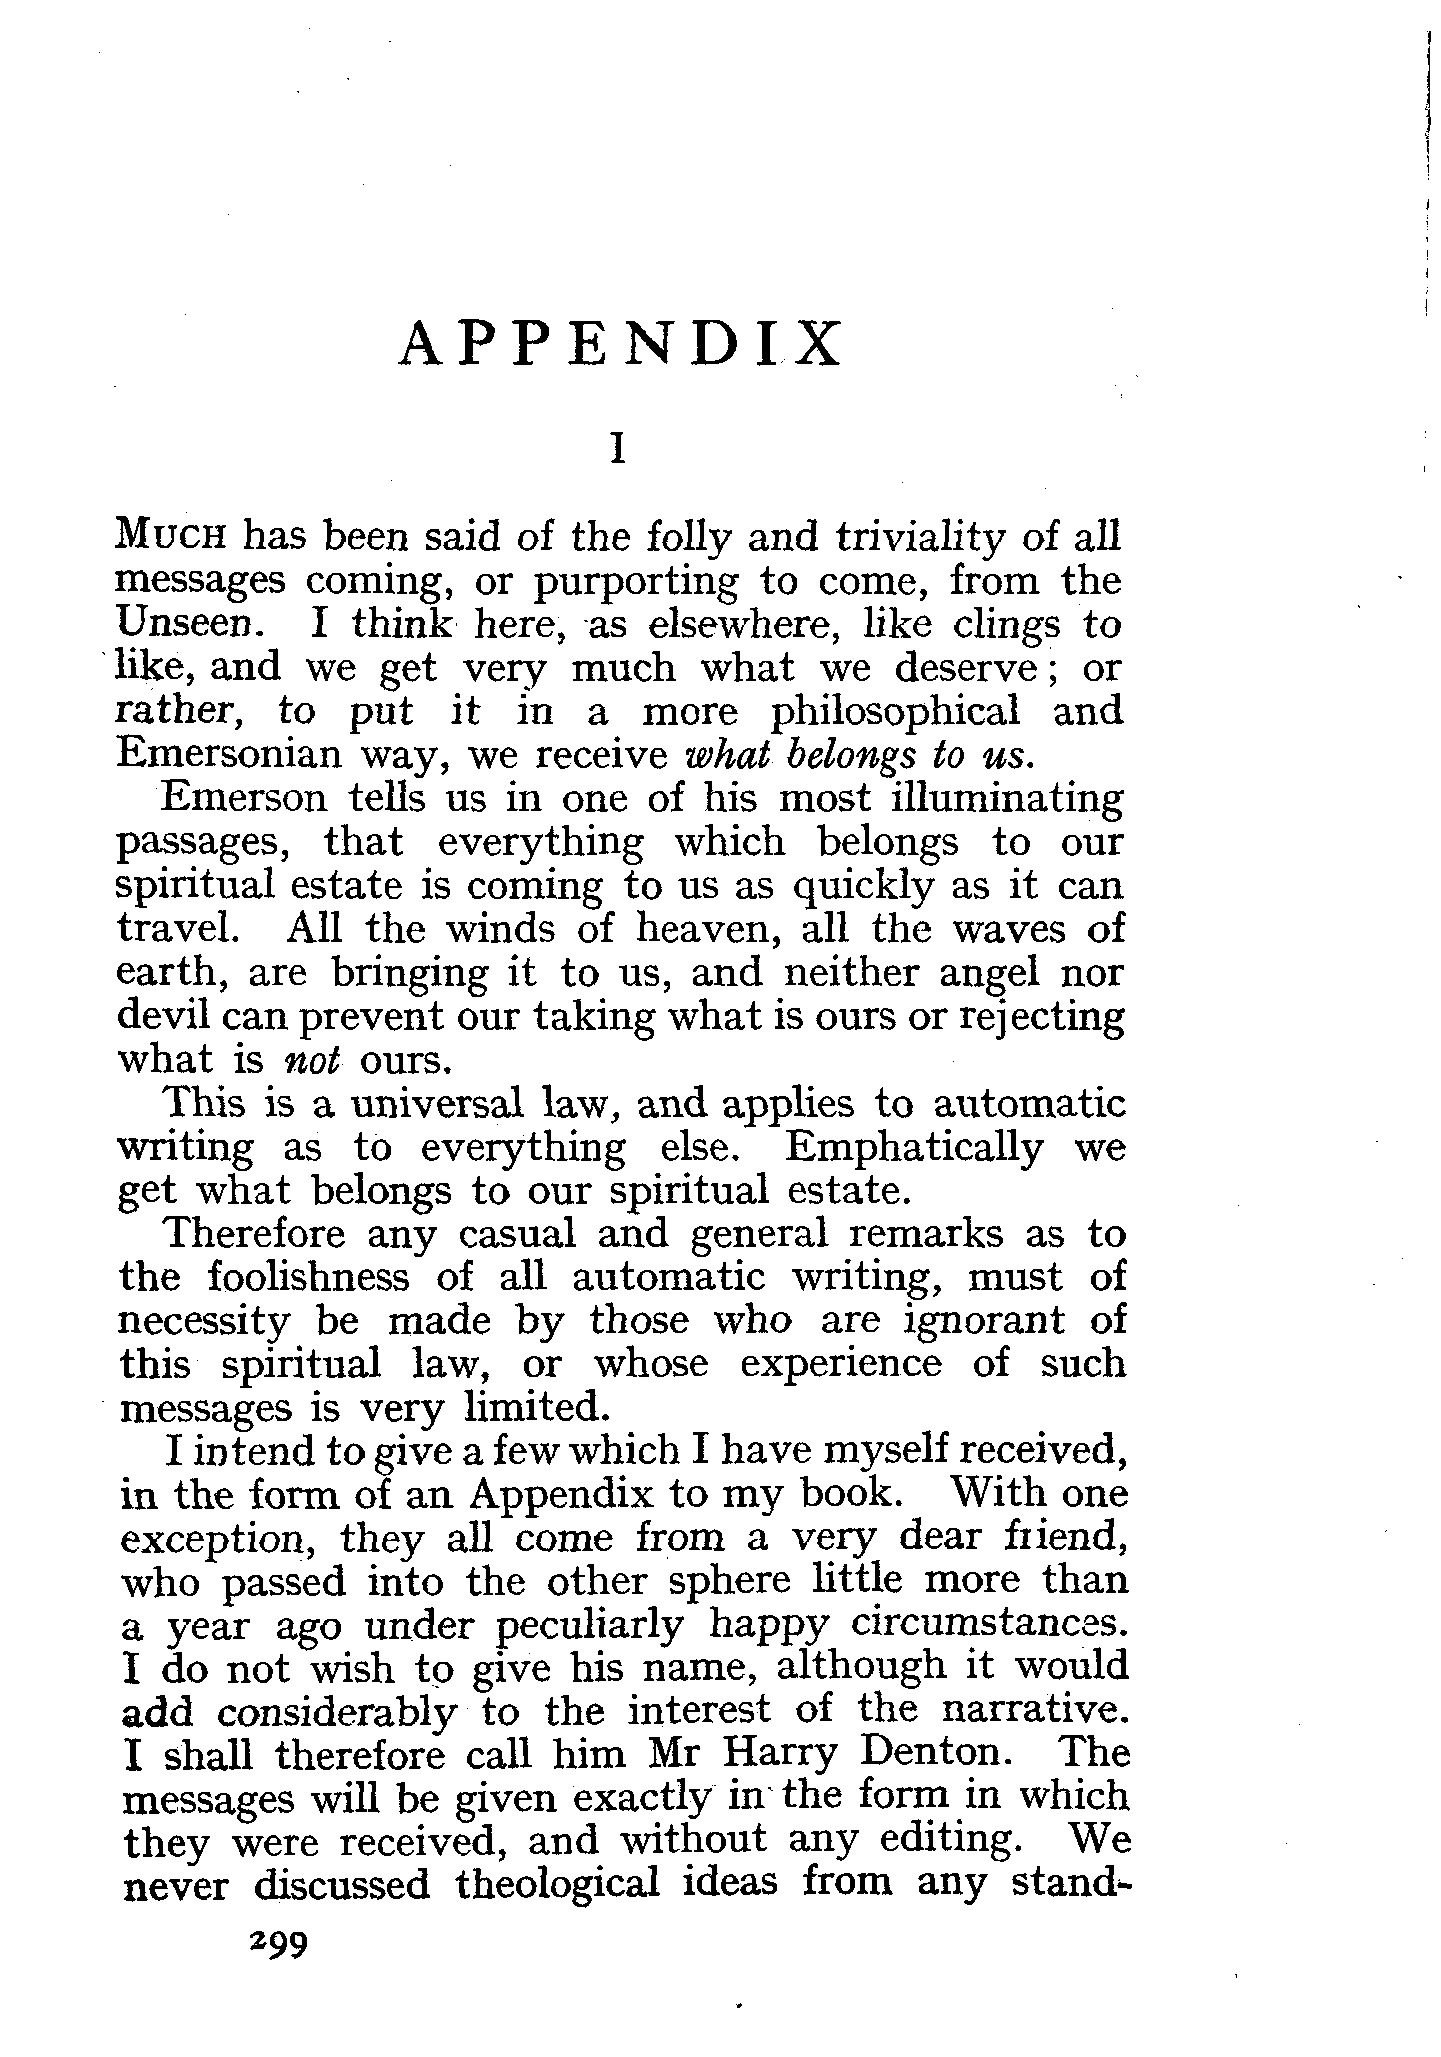 APPENDIX
I
MUCH has been said of the folly and triviality of all
messages coming, or purporting to come, from the
Unseen. I think here, as elsewhere, like clings to
like, and we get very much what we deserve; or
rather, to put it in a more philosophical and
Emersonian way, we receive what belongs to us.
Emerson tells us in one of his most illuminating
passages, that everything which belongs to our
spiritual estate is coming to us as quickly as it can
travel. All the winds of heaven, all the waves of
earth, are bringing it to us, and neither angel nor
devil can prevent our taking what is ours or rejecting
what is not ours.
This is a universal law, and applies to automatic
writing as to everything else. Emphatically we
get what belongs to our spiritual estate.
Therefore any casual and general remarks as to
the foolishness of all automatic writing, must of
necessity be made by those who are ignorant of
this spiritual law, or whose experience of such
messages is very limited.
I intend to give a few which I have myself received,
in the form of an Appendix to my book. With one
exception, they all come from a very dear friend,
who passed into the other sphere little more than
a year ago under peculiarly happy circumstances.
I do not wish to give his name, although it would
add considerably to the interest of the narrative.
I shall therefore call him Mr Harry Denton. The
messages will be given exactly in the form in which
they were received, and without any editing. We
never discussed theological ideas from any stand-
299